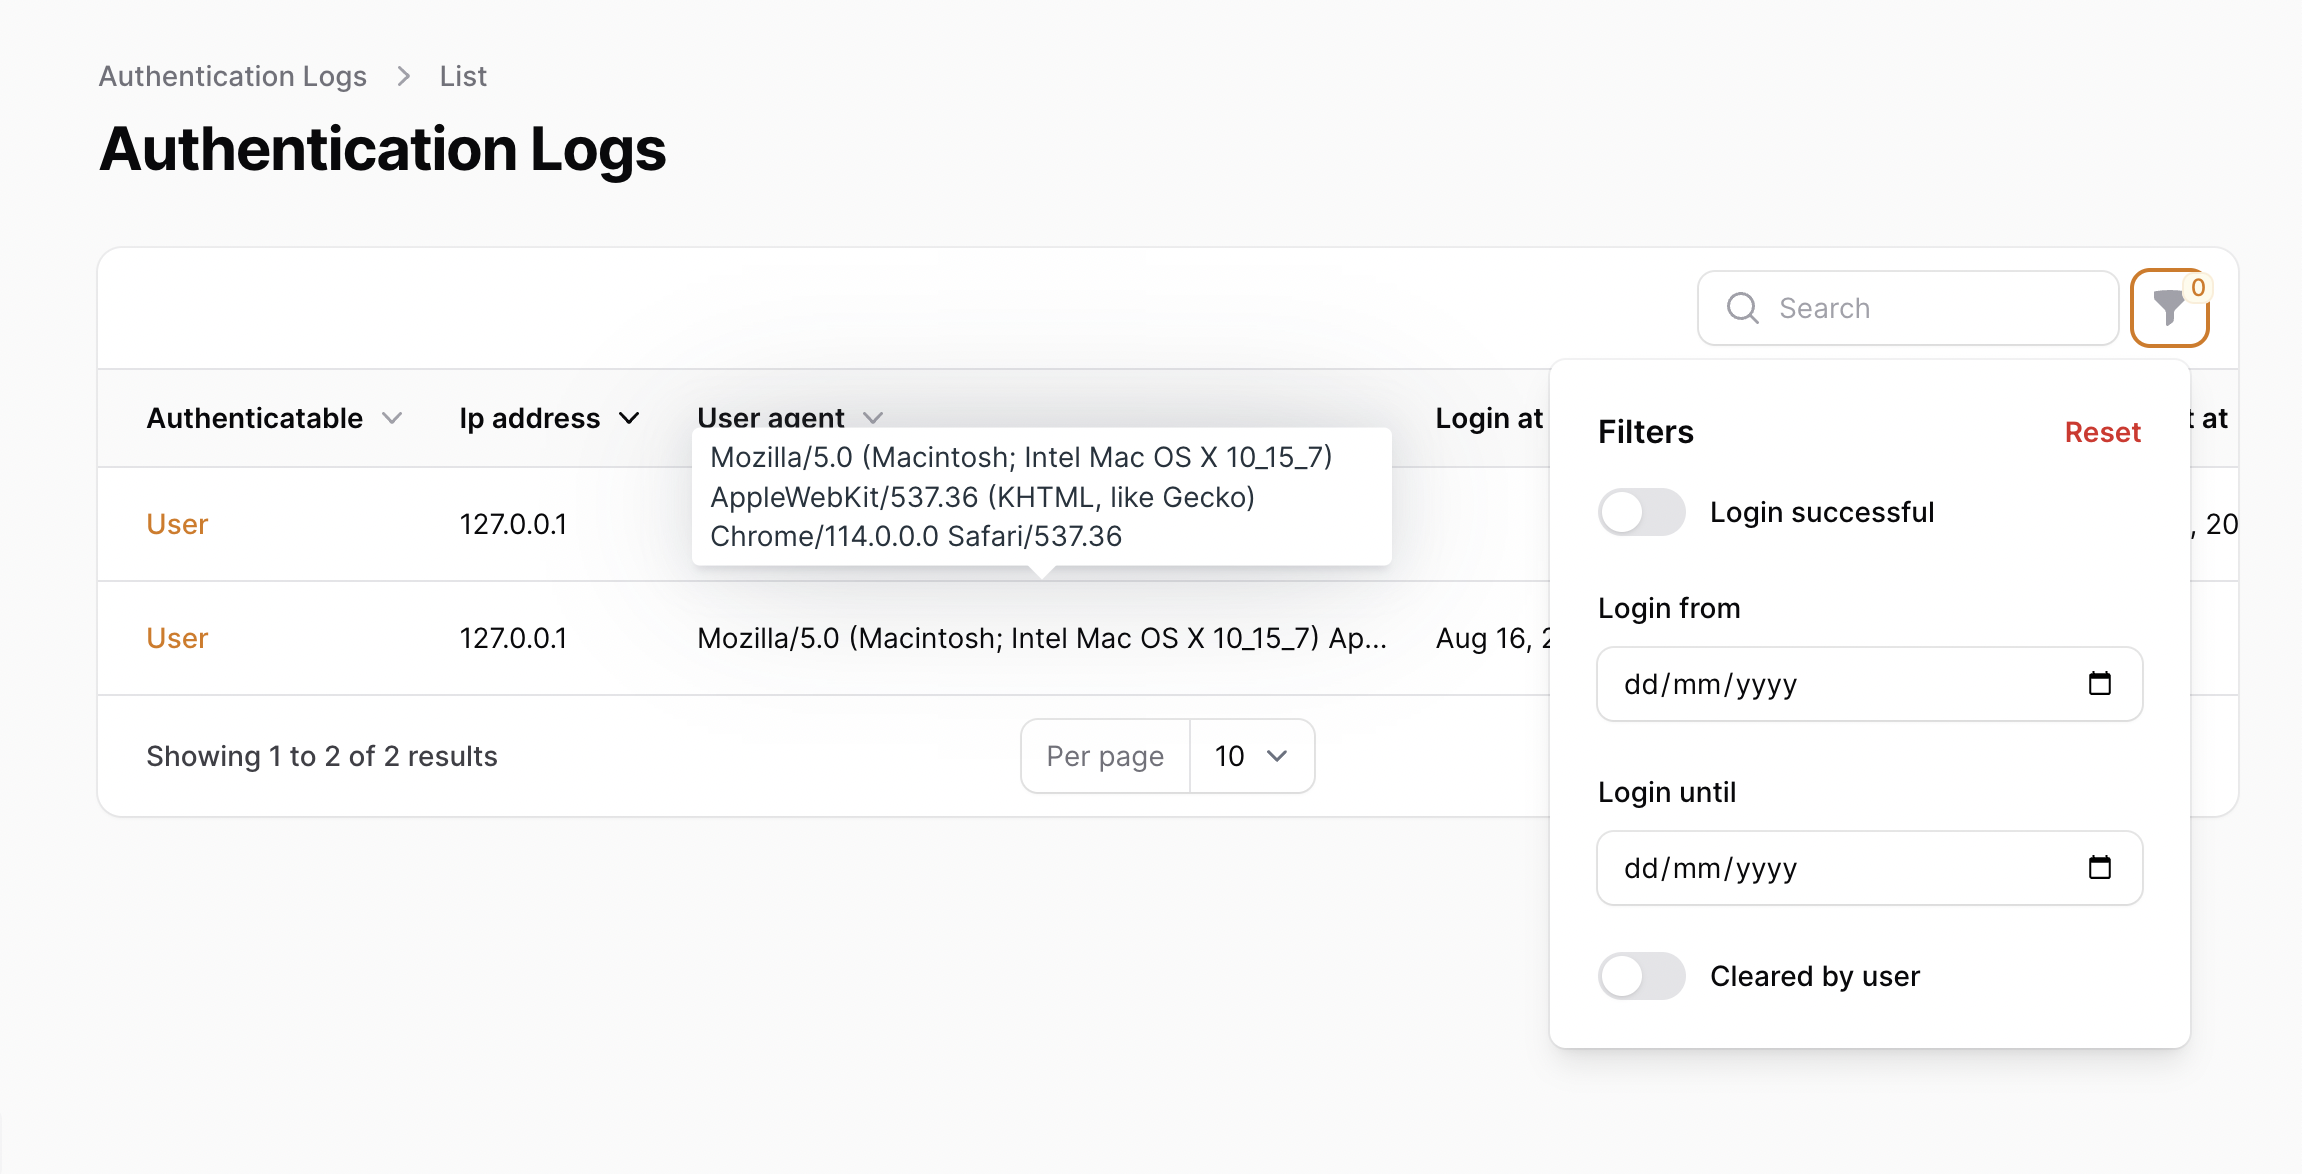 Authentication Logs > List
Authentication Logs
Search
0
Authenticatable
Ip address
User agent
Login at
t at
Mozilla/5.0 (Macintosh; Intel Mac OS X 10_15_7)
AppleWebKit/537.36 (KHTML, like Gecko)
Chrome/114.0.0.0 Safari/537.36
User
127.0.0.1
, 20
User
127.0.0.1
Mozilla/5.0 (Macintosh; Intel Mac OS X 10_15_7) Ap...
Aug 16, 2
Showing 1 to 2 of 2 results
Per page
10
Filters
Reset
Login successful
Login from
dd/mm/yyyy
Login until
dd/mm/yyyy
Cleared by user